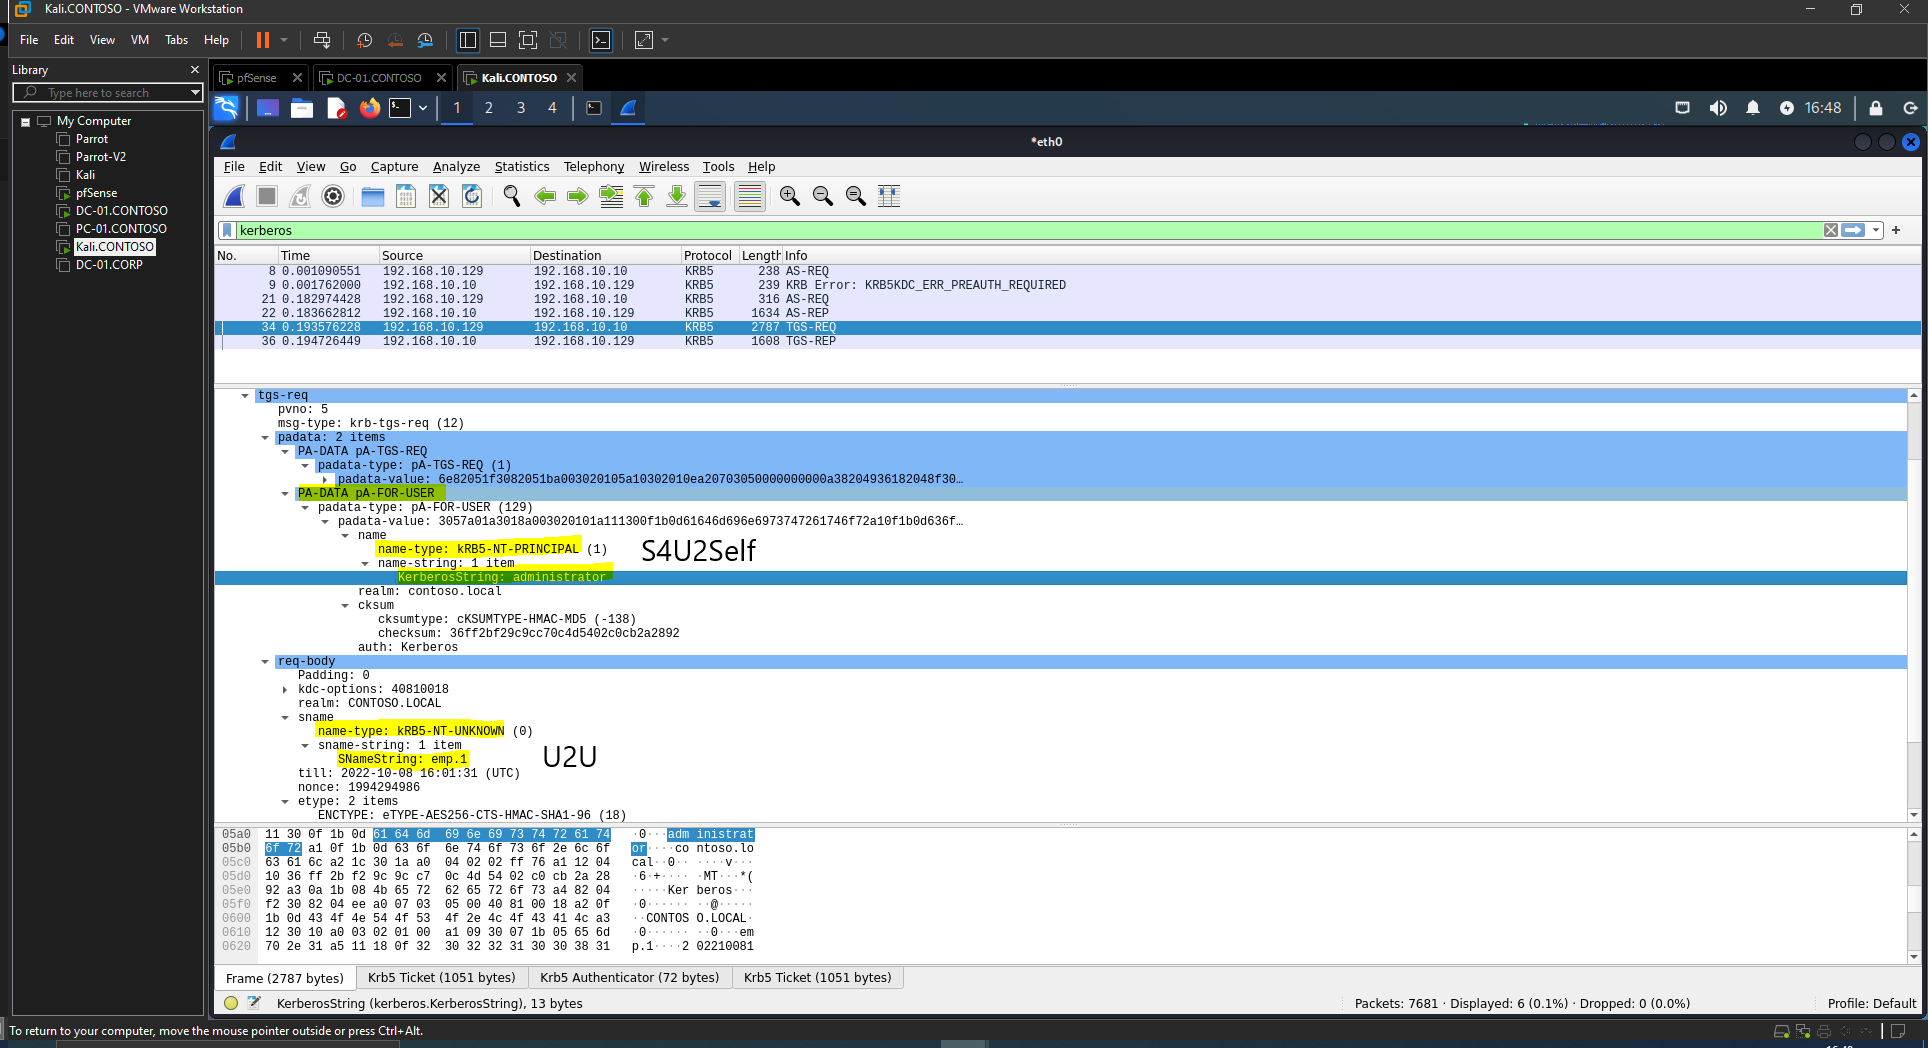 Kali.CONTOSO - VMware Workstation
File Edit View VM Tabs Help
Library
Type here to search
My Computer
Parrot
Parrot-V2
Kali
pfSense
DC-01.CONTOSO
PC-01.CONTOSO
Kali.CONTOSO
DC-01.CORP
pfSense DC-01.CONTOSO Kali.CONTOSO
1 2 3 4 16:48
*eth0
File Edit View Go Capture Analyze Statistics Telephony Wireless Tools Help
kerberos
No. Time Source Destination Protocol Length Info
8 0.001090551 192.168.10.129 192.168.10.10 KRB5 238 AS-REQ
9 0.001762000 192.168.10.10 192.168.10.129 KRB5 239 KRB Error: KRB5KDC_ERR_PREAUTH_REQUIRED
21 0.182974428 192.168.10.129 192.168.10.10 KRB5 316 AS-REQ
22 0.183662812 192.168.10.10 192.168.10.129 KRB5 1634 AS-REP
34 0.193576228 192.168.10.129 192.168.10.10 KRB5 2787 TGS-REQ
36 0.194726449 192.168.10.10 192.168.10.129 KRB5 1608 TGS-REP
tgs-req
pvno: 5
msg-type: krb-tgs-req (12)
padata: 2 items
PA-DATA pA-TGS-REQ
padata-type: pA-TGS-REQ (1)
padata-value: 6e82051f3082051ba003020105a10302010ea20703050000000000a38204936182048f30…
PA-DATA pA-FOR-USER
padata-type: pA-FOR-USER (129)
padata-value: 3057a01a3018a003020101a111300f1b0d61646d696e6973747261746f72a10f1b0d636f…
name
name-type: kRB5-NT-PRINCIPAL (1)
S4U2Self
name-string: 1 item
KerberosString: administrator
realm: contoso.local
cksum
cksumtype: cKSUMTYPE-HMAC-MD5 (-138)
checksum: 36ff2bf29c9cc70c4d5402c0cb2a2892
auth: Kerberos
req-body
Padding: 0
kdc-options: 40810018
realm: CONTOSO.LOCAL
sname
name-type: kRB5-NT-UNKNOWN (0)
sname-string: 1 item
SNameString: emp.1
U2U
till: 2022-10-08 16:01:31 (UTC)
nonce: 1994294986
etype: 2 items
ENCTYPE: eTYPE-AES256-CTS-HMAC-SHA1-96 (18)
05a0 11 30 0f 1b 0d 61 64 6d 69 6e 69 73 74 72 61 74 ·0···adm inistrat
05b0 6f 72 a1 0f 1b 0d 63 6f 6e 74 6f 73 6f 2e 6c 6f or····co ntoso.lo
05c0 63 61 6c a2 1c 30 1a a0 04 02 02 ff 76 a1 12 04 cal··0·· ····v···
05d0 10 36 ff 2b f2 9c 9c c7 0c 4d 54 02 c0 cb 2a 28 ·6·+···· ·MT···*(
05e0 92 a3 0a 1b 08 4b 65 72 62 65 72 6f 73 a4 82 04 ·····Ker beros···
05f0 f2 30 82 04 ee a0 07 03 05 00 40 81 00 18 a2 0f ·0······ ··@·····
0600 1b 0d 43 4f 4e 54 4f 53 4f 2e 4c 4f 43 41 4c a3 ··CONTOS O.LOCAL·
0610 12 30 10 a0 03 02 01 00 a1 09 30 07 1b 05 65 6d ·0······ ··0···em
0620 70 2e 31 a5 11 18 0f 32 30 32 32 31 30 30 38 31 p.1····2 02210081
Frame (2787 bytes) Krb5 Ticket (1051 bytes) Krb5 Authenticator (72 bytes) Krb5 Ticket (1051 bytes)
KerberosString (kerberos.KerberosString), 13 bytes Packets: 7681 · Displayed: 6 (0.1%) · Dropped: 0 (0.0%) Profile: Default
To return to your computer, move the mouse pointer outside or press Ctrl+Alt.